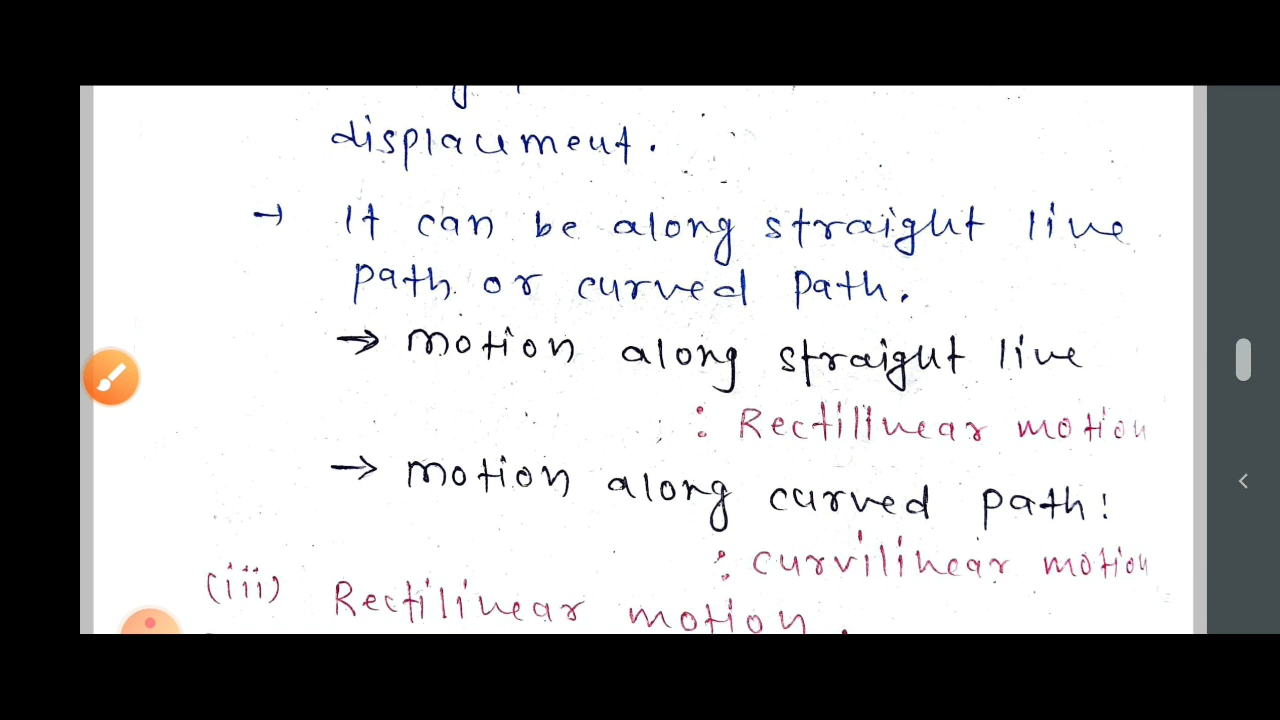 displacement.
→ It can be along straight line
path or curved path.
→ motion along straight line
: Rectilinear motion
→ motion along curved path:
: curvilinear motion
(iii) Rectilinear motion.